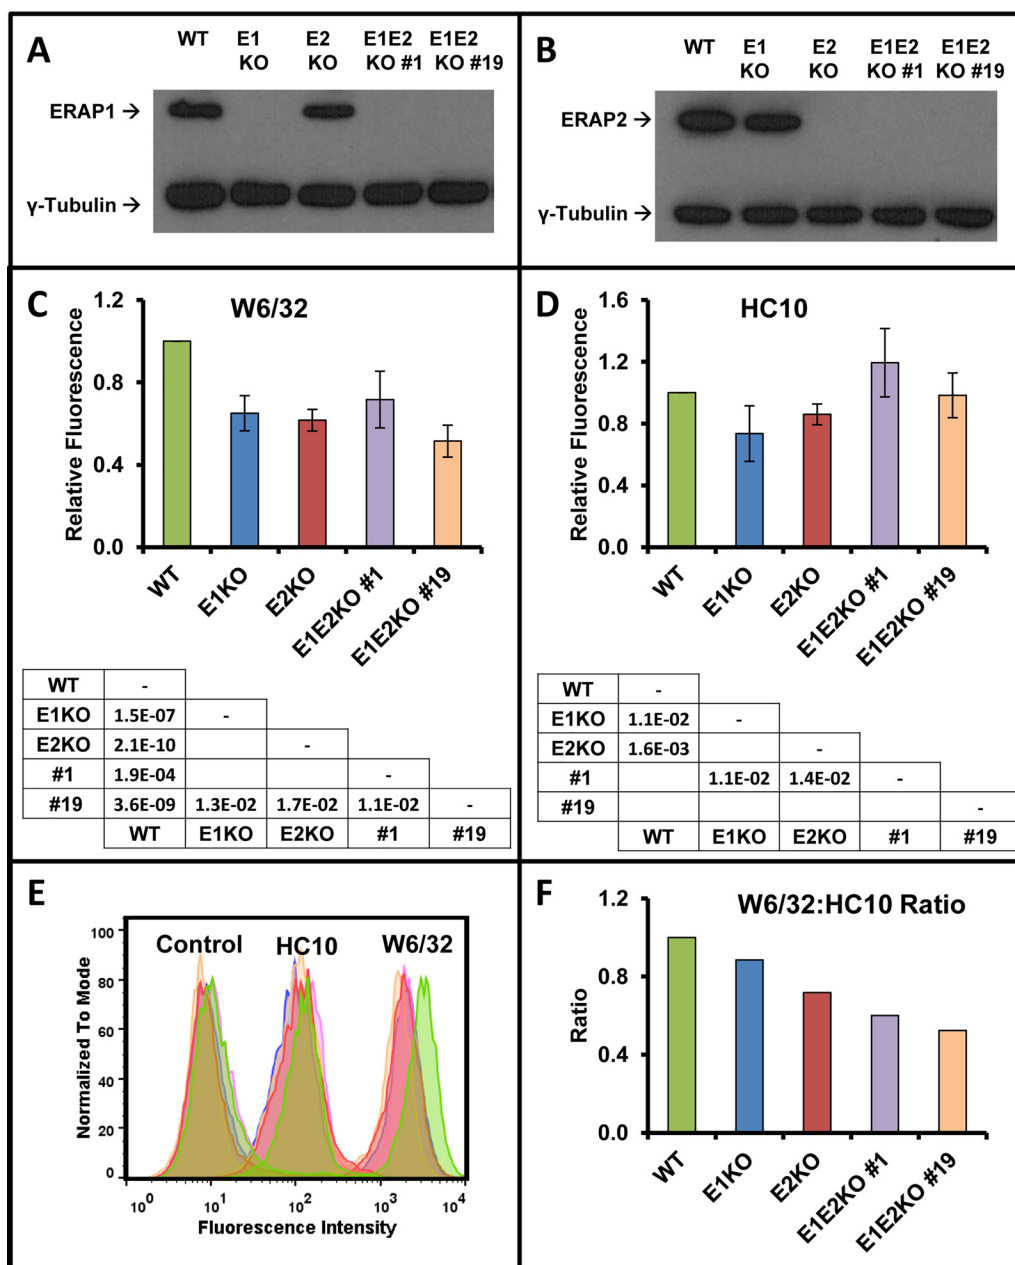 A
WT E1 KO E2 KO E1E2 KO #1 E1E2 KO #19
ERAP1 →
γ-Tubulin →
B
WT E1 KO E2 KO E1E2 KO #1 E1E2 KO #19
ERAP2 →
γ-Tubulin →
C
W6/32
Relative Fluorescence
1.2
0.8
0.4
0.0
WT E1KO E2KO E1E2KO #1 E1E2KO #19
WT -
E1KO 1.5E-07 -
E2KO 2.1E-10 -
#1 1.9E-04 -
#19 3.6E-09 1.3E-02 1.7E-02 1.1E-02 -
WT E1KO E2KO #1 #19
D
HC10
Relative Fluorescence
1.6
1.2
0.8
0.4
0.0
WT E1KO E2KO E1E2KO #1 E1E2KO #19
WT -
E1KO 1.1E-02 -
E2KO 1.6E-03 -
#1 1.1E-02 1.4E-02 -
#19 -
WT E1KO E2KO #1 #19
E
Control HC10 W6/32
Normalized To Mode
100
80
60
40
20
0
10⁰ 10¹ 10² 10³ 10⁴
Fluorescence Intensity
F
W6/32:HC10 Ratio
Ratio
1.2
0.8
0.4
0.0
WT E1KO E2KO E1E2KO #1 E1E2KO #19